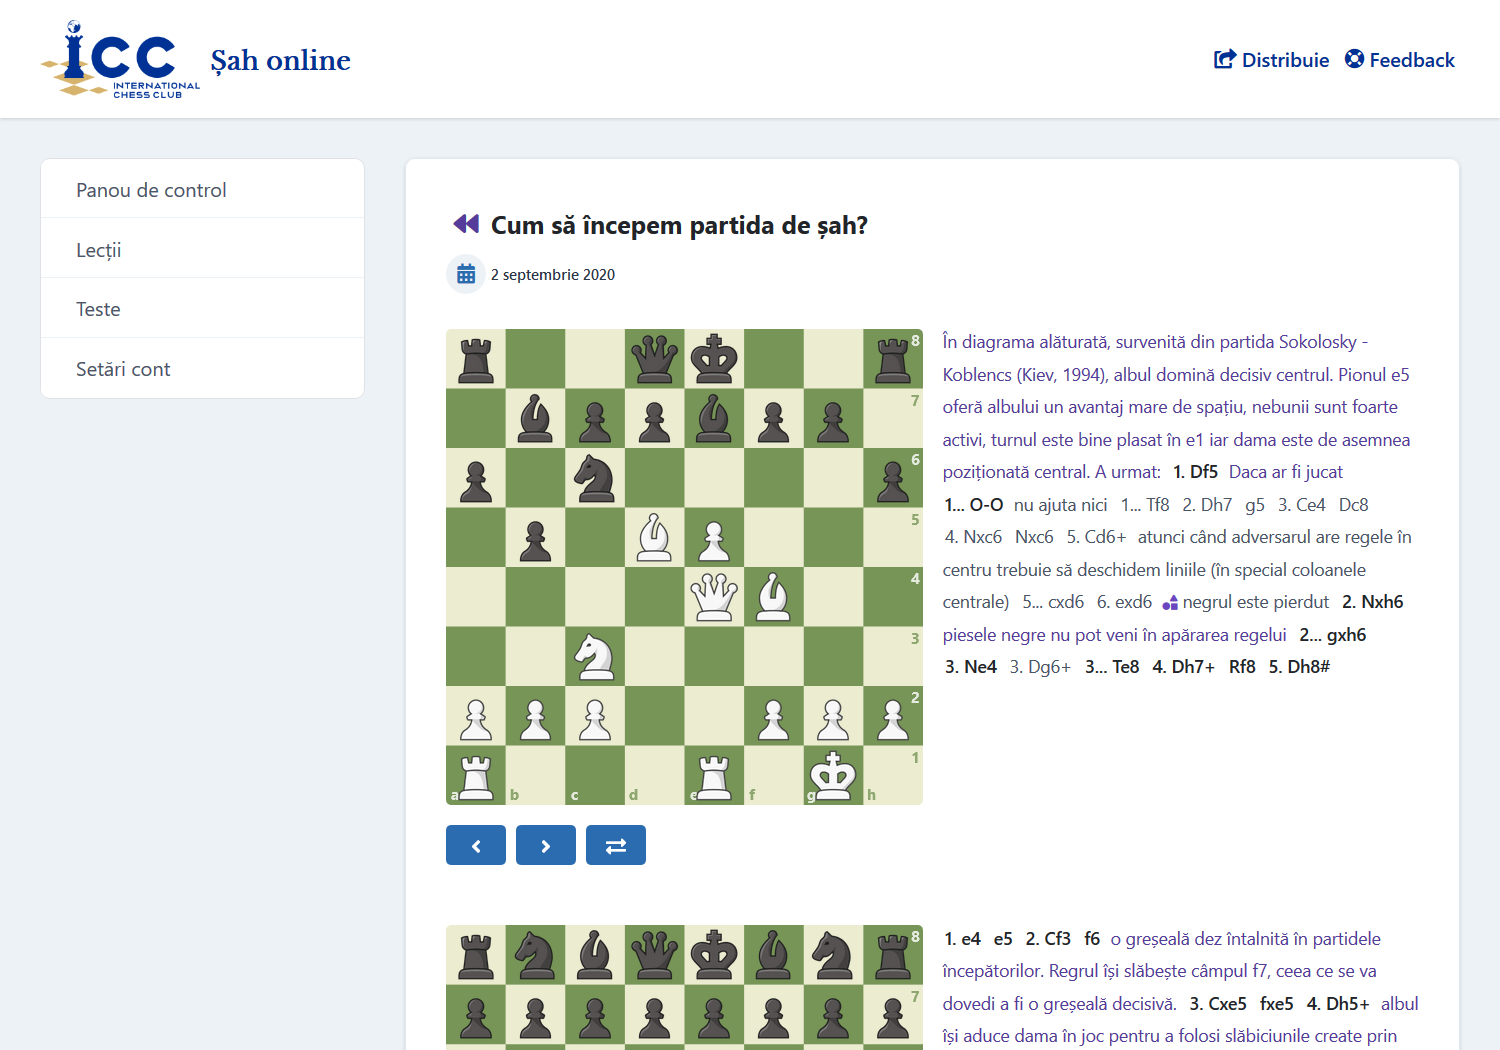 iCC
INTERNATIONAL
CHESS CLUB
Șah online
Distribuie
Feedback
Panou de control
Lecții
Teste
Setări cont
Cum să începem partida de șah?
2 septembrie 2020
8
7
6
5
4
3
2
1
a b c d e f g h
În diagrama alăturată, survenită din partida Sokolosky -
Koblencs (Kiev, 1994), albul domină decisiv centrul. Pionul e5
oferă albului un avantaj mare de spațiu, nebunii sunt foarte
activi, turnul este bine plasat în e1 iar dama este de asemnea
poziționată central. A urmat: 1. Df5 Daca ar fi jucat
1... O-O nu ajuta nici 1... Tf8 2. Dh7 g5 3. Ce4 Dc8
4. Nxc6 Nxc6 5. Cd6+ atunci când adversarul are regele în
centru trebuie să deschidem liniile (în special coloanele
centrale) 5... cxd6 6. exd6 negrul este pierdut 2. Nxh6
piesele negre nu pot veni în apărarea regelui 2... gxh6
3. Ne4 3. Dg6+ 3... Te8 4. Dh7+ Rf8 5. Dh8#
8
7
1. e4 e5 2. Cf3 f6 o greșeală dez întalnită în partidele
începătorilor. Regrul își slăbește câmpul f7, ceea ce se va
dovedi a fi o greșeală decisivă. 3. Cxe5 fxe5 4. Dh5+ albul
își aduce dama în joc pentru a folosi slăbiciunile create prin